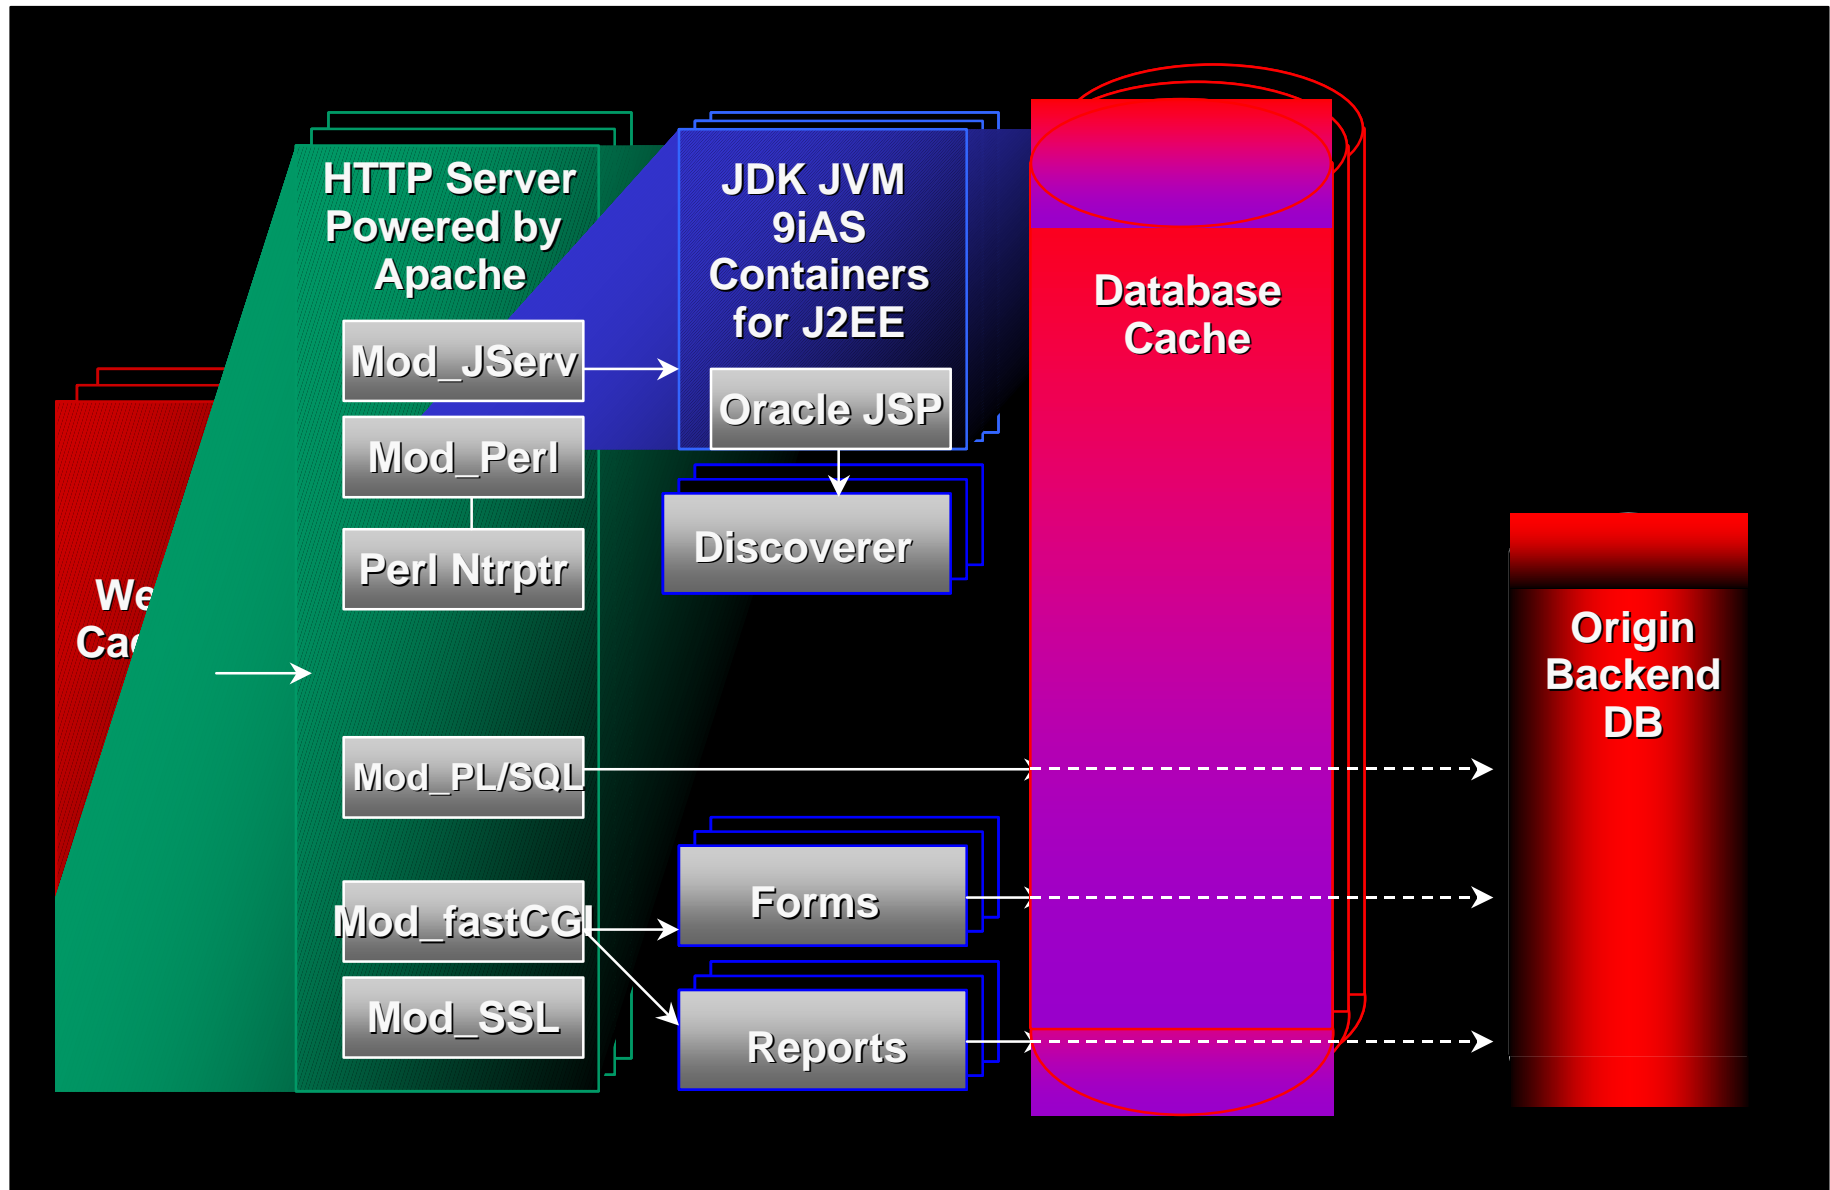 HTTP Server
Powered by
Apache
Mod_JServ
Mod_Perl
Perl Ntrptr
Mod_PL/SQL
Mod_fastCGI
Mod_SSL
JDK JVM
9iAS
Containers
for J2EE
Oracle JSP
Discoverer
Forms
Reports
Database
Cache
Origin
Backend
DB